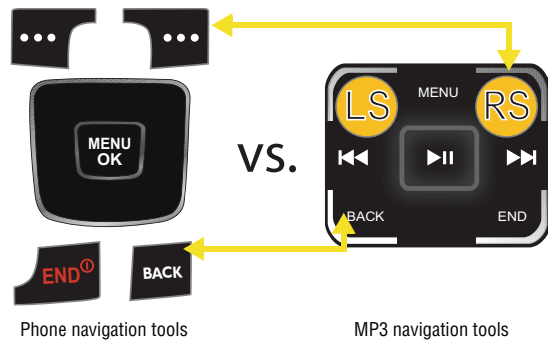 LS
MENU
RS
MENU
OK
VS.
BACK
END
END
BACK
Phone navigation tools
MP3 navigation tools